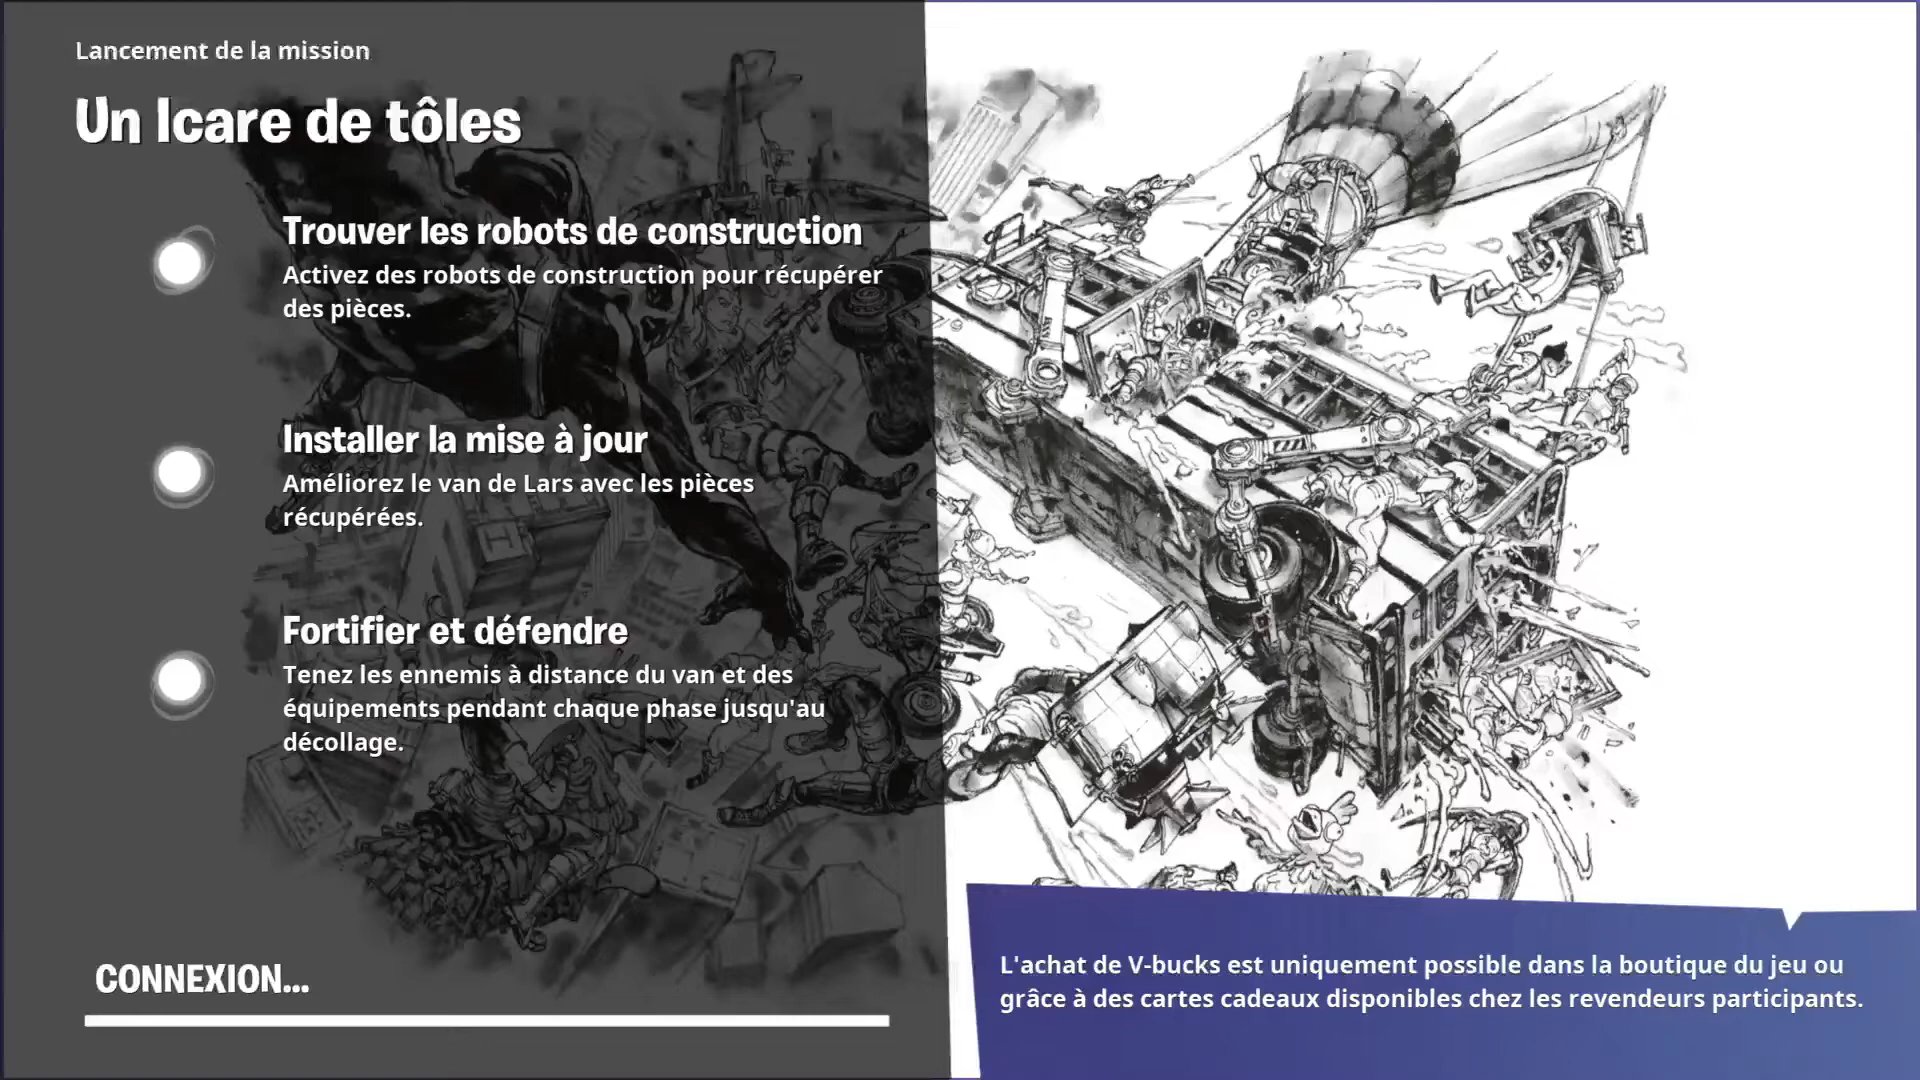 Lancement de la mission
Un Icare de tôles
Trouver les robots de construction
Activez des robots de construction pour récupérer
des pièces.
Installer la mise à jour
Améliorez le van de Lars avec les pièces
récupérées.
Fortifier et défendre
Tenez les ennemis à distance du van et des
équipements pendant chaque phase jusqu'au
décollage.
CONNEXION...
L'achat de V-bucks est uniquement possible dans la boutique du jeu ou
grâce à des cartes cadeaux disponibles chez les revendeurs participants.